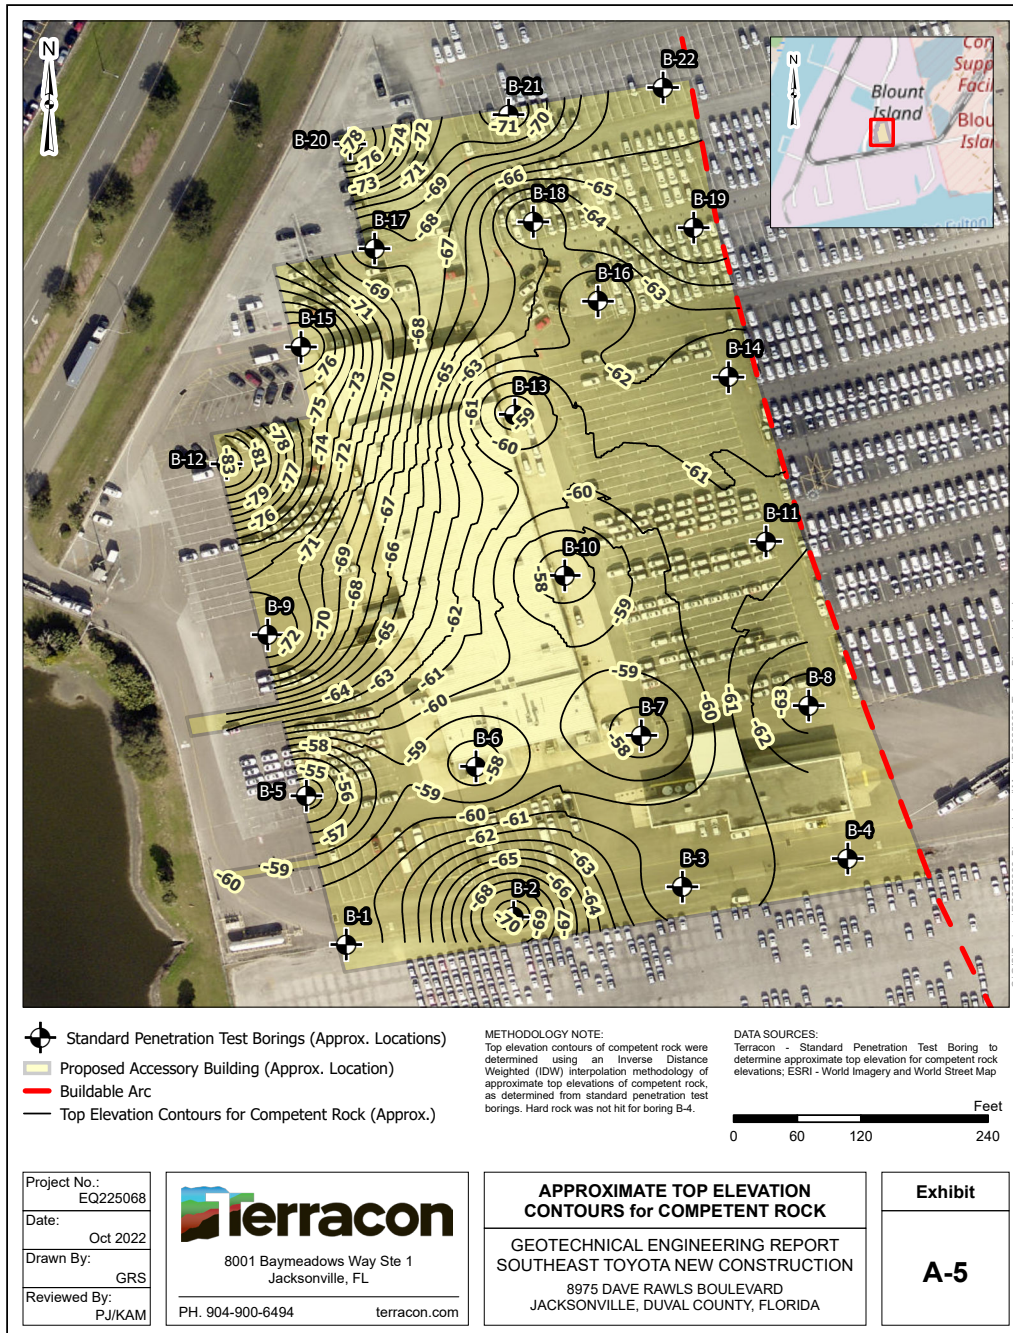 N
B-22
B-21
-71
-70
B-20
-78
-76
-74
-72
-73
-71
-69
-68
-67
B-17
-66
-65
B-18
-64
B-19
B-16
-63
-62
-69
-71
-68
B-15
-76
-73
-70
-75
-74
-72
-65
-63
-61
B-14
B-13
-59
-60
-78
B-12
-83
-81
-77
-79
-76
-61
-60
-67
-71
-69
-66
-68
B-11
B-10
-58
-59
-62
B-9
-72
-70
-65
-64
-63
-61
-60
-59
-60
-61
B-8
-63
-62
B-7
-58
-58
-59
B-6
-58
-55
-56
B-5
-59
-57
-60
-61
-62
-65
-63
-59
-60
B-4
B-3
-68
B-2
-66
-64
-70
-69
-67
B-1
N
Blount
Island
Cor
Supp
Facil
Blou
Islan
Fulton
Standard Penetration Test Borings (Approx. Locations)
Proposed Accessory Building (Approx. Location)
Buildable Arc
Top Elevation Contours for Competent Rock (Approx.)
METHODOLOGY NOTE:
Top elevation contours of competent rock were
determined using an Inverse Distance
Weighted (IDW) interpolation methodology of
approximate top elevations of competent rock,
as determined from standard penetration test
borings. Hard rock was not hit for boring B-4.
DATA SOURCES:
Terracon - Standard Penetration Test Boring to
determine approximate top elevation for competent rock
elevations; ESRI - World Imagery and World Street Map
Feet
0 60 120 240
Project No.:
EQ225068
Date:
Oct 2022
Drawn By:
GRS
Reviewed By:
PJ/KAM
Terracon
8001 Baymeadows Way Ste 1
Jacksonville, FL
PH. 904-900-6494 terracon.com
APPROXIMATE TOP ELEVATION
CONTOURS for COMPETENT ROCK
GEOTECHNICAL ENGINEERING REPORT
SOUTHEAST TOYOTA NEW CONSTRUCTION
8975 DAVE RAWLS BOULEVARD
JACKSONVILLE, DUVAL COUNTY, FLORIDA
Exhibit
A-5